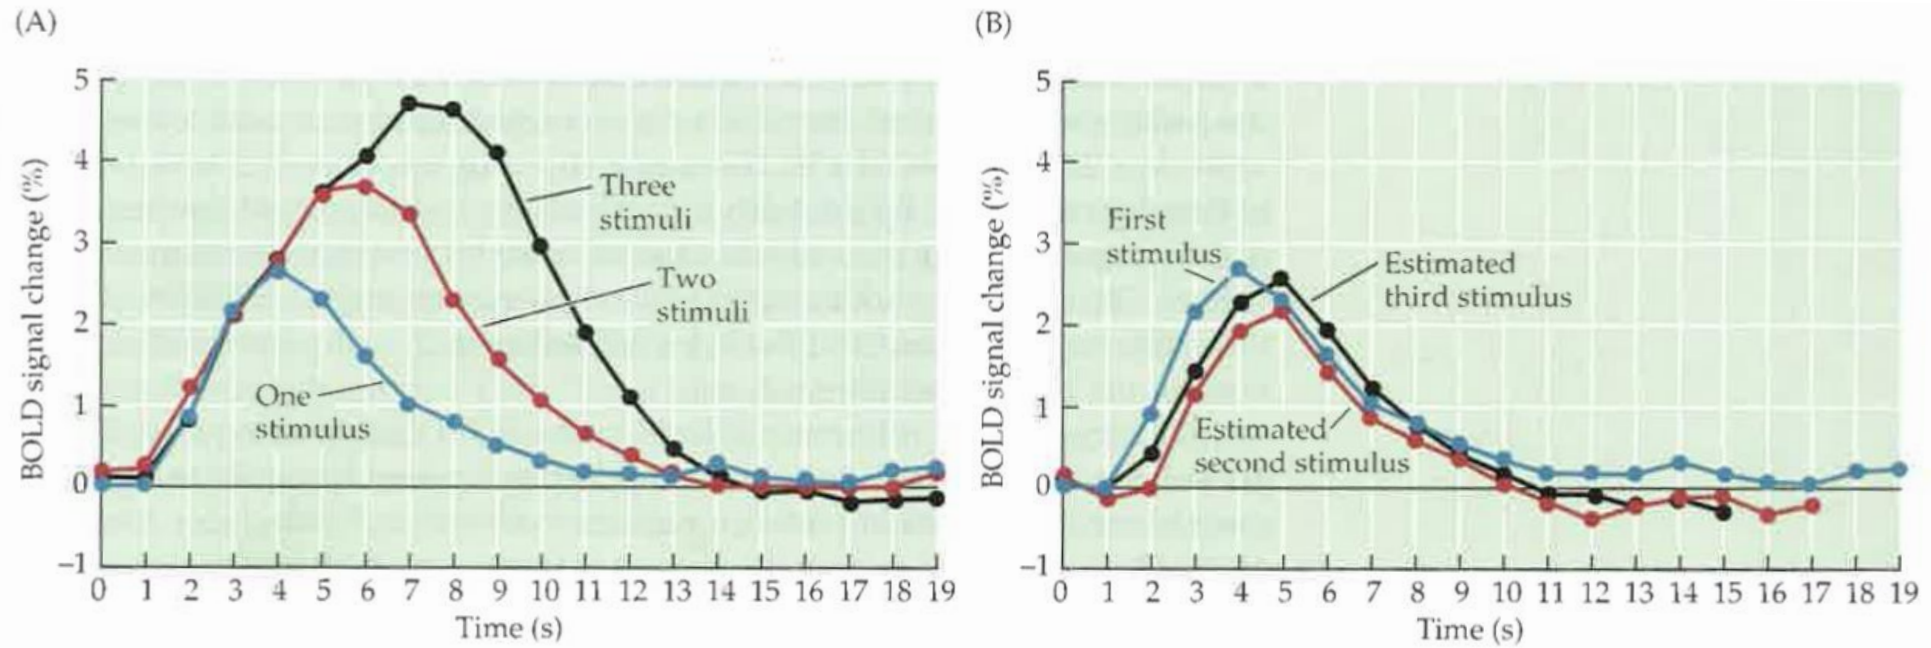 (A)
BOLD signal change (%)
5
4
3
2
1
0
–1
Three
stimuli
Two
stimuli
One
stimulus
0 1 2 3 4 5 6 7 8 9 10 11 12 13 14 15 16 17 18 19
Time (s)
(B)
BOLD signal change (%)
5
4
3
2
1
0
–1
First
stimulus
Estimated
third stimulus
Estimated
second stimulus
0 1 2 3 4 5 6 7 8 9 10 11 12 13 14 15 16 17 18 19
Time (s)